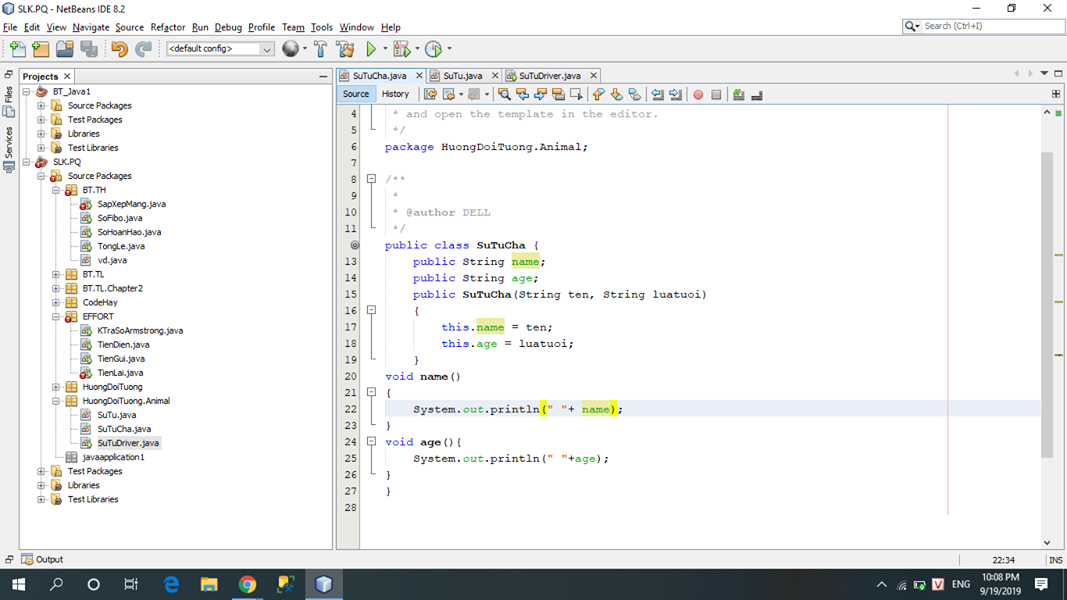 SLK.PQ - NetBeans IDE 8.2
File Edit View Navigate Source Refactor Run Debug Profile Team Tools Window Help
Search (Ctrl+I)
<default config>
Projects
SuTuCha.java
SuTu.java
SuTuDriver.java
Files
Services
Source History
BT_Java1
Source Packages
Test Packages
Libraries
Test Libraries
SLK.PQ
Source Packages
BT.TH
SapXepMang.java
SoFibo.java
SoHoanHao.java
TongLe.java
vd.java
BT.TL
BT.TL.Chapter2
CodeHay
EFFORT
KTraSoArmstrong.java
TienDien.java
TienGui.java
TienLai.java
HuongDoiTuong
HuongDoiTuong.Animal
SuTu.java
SuTuCha.java
SuTuDriver.java
javaapplication1
Test Packages
Libraries
Test Libraries
4 * and open the template in the editor.
5 */
6 package HuongDoiTuong.Animal;
7
8 /**
9 *
10 * @author DELL
11 */
public class SuTuCha {
13 public String name;
14 public String age;
15 public SuTuCha(String ten, String luatuoi)
16 {
17 this.name = ten;
18 this.age = luatuoi;
19 }
20 void name()
21 {
22 System.out.println(" "+ name);
23 }
24 void age(){
25 System.out.println(" "+age);
26 }
27 }
28
Output
22:34 INS
ENG
10:08 PM
9/19/2019